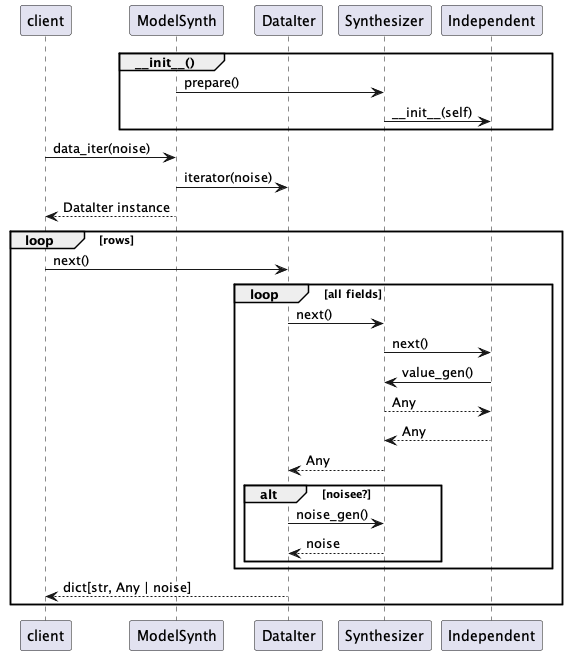 client ModelSynth DataIter Synthesizer Independent
__init__()
prepare()
__init__(self)
data_iter(noise)
iterator(noise)
DataIter instance
loop [rows]
next()
loop [all fields]
next()
next()
value_gen()
Any
Any
Any
alt [noisee?]
noise_gen()
noise
dict[str, Any | noise]
client ModelSynth DataIter Synthesizer Independent